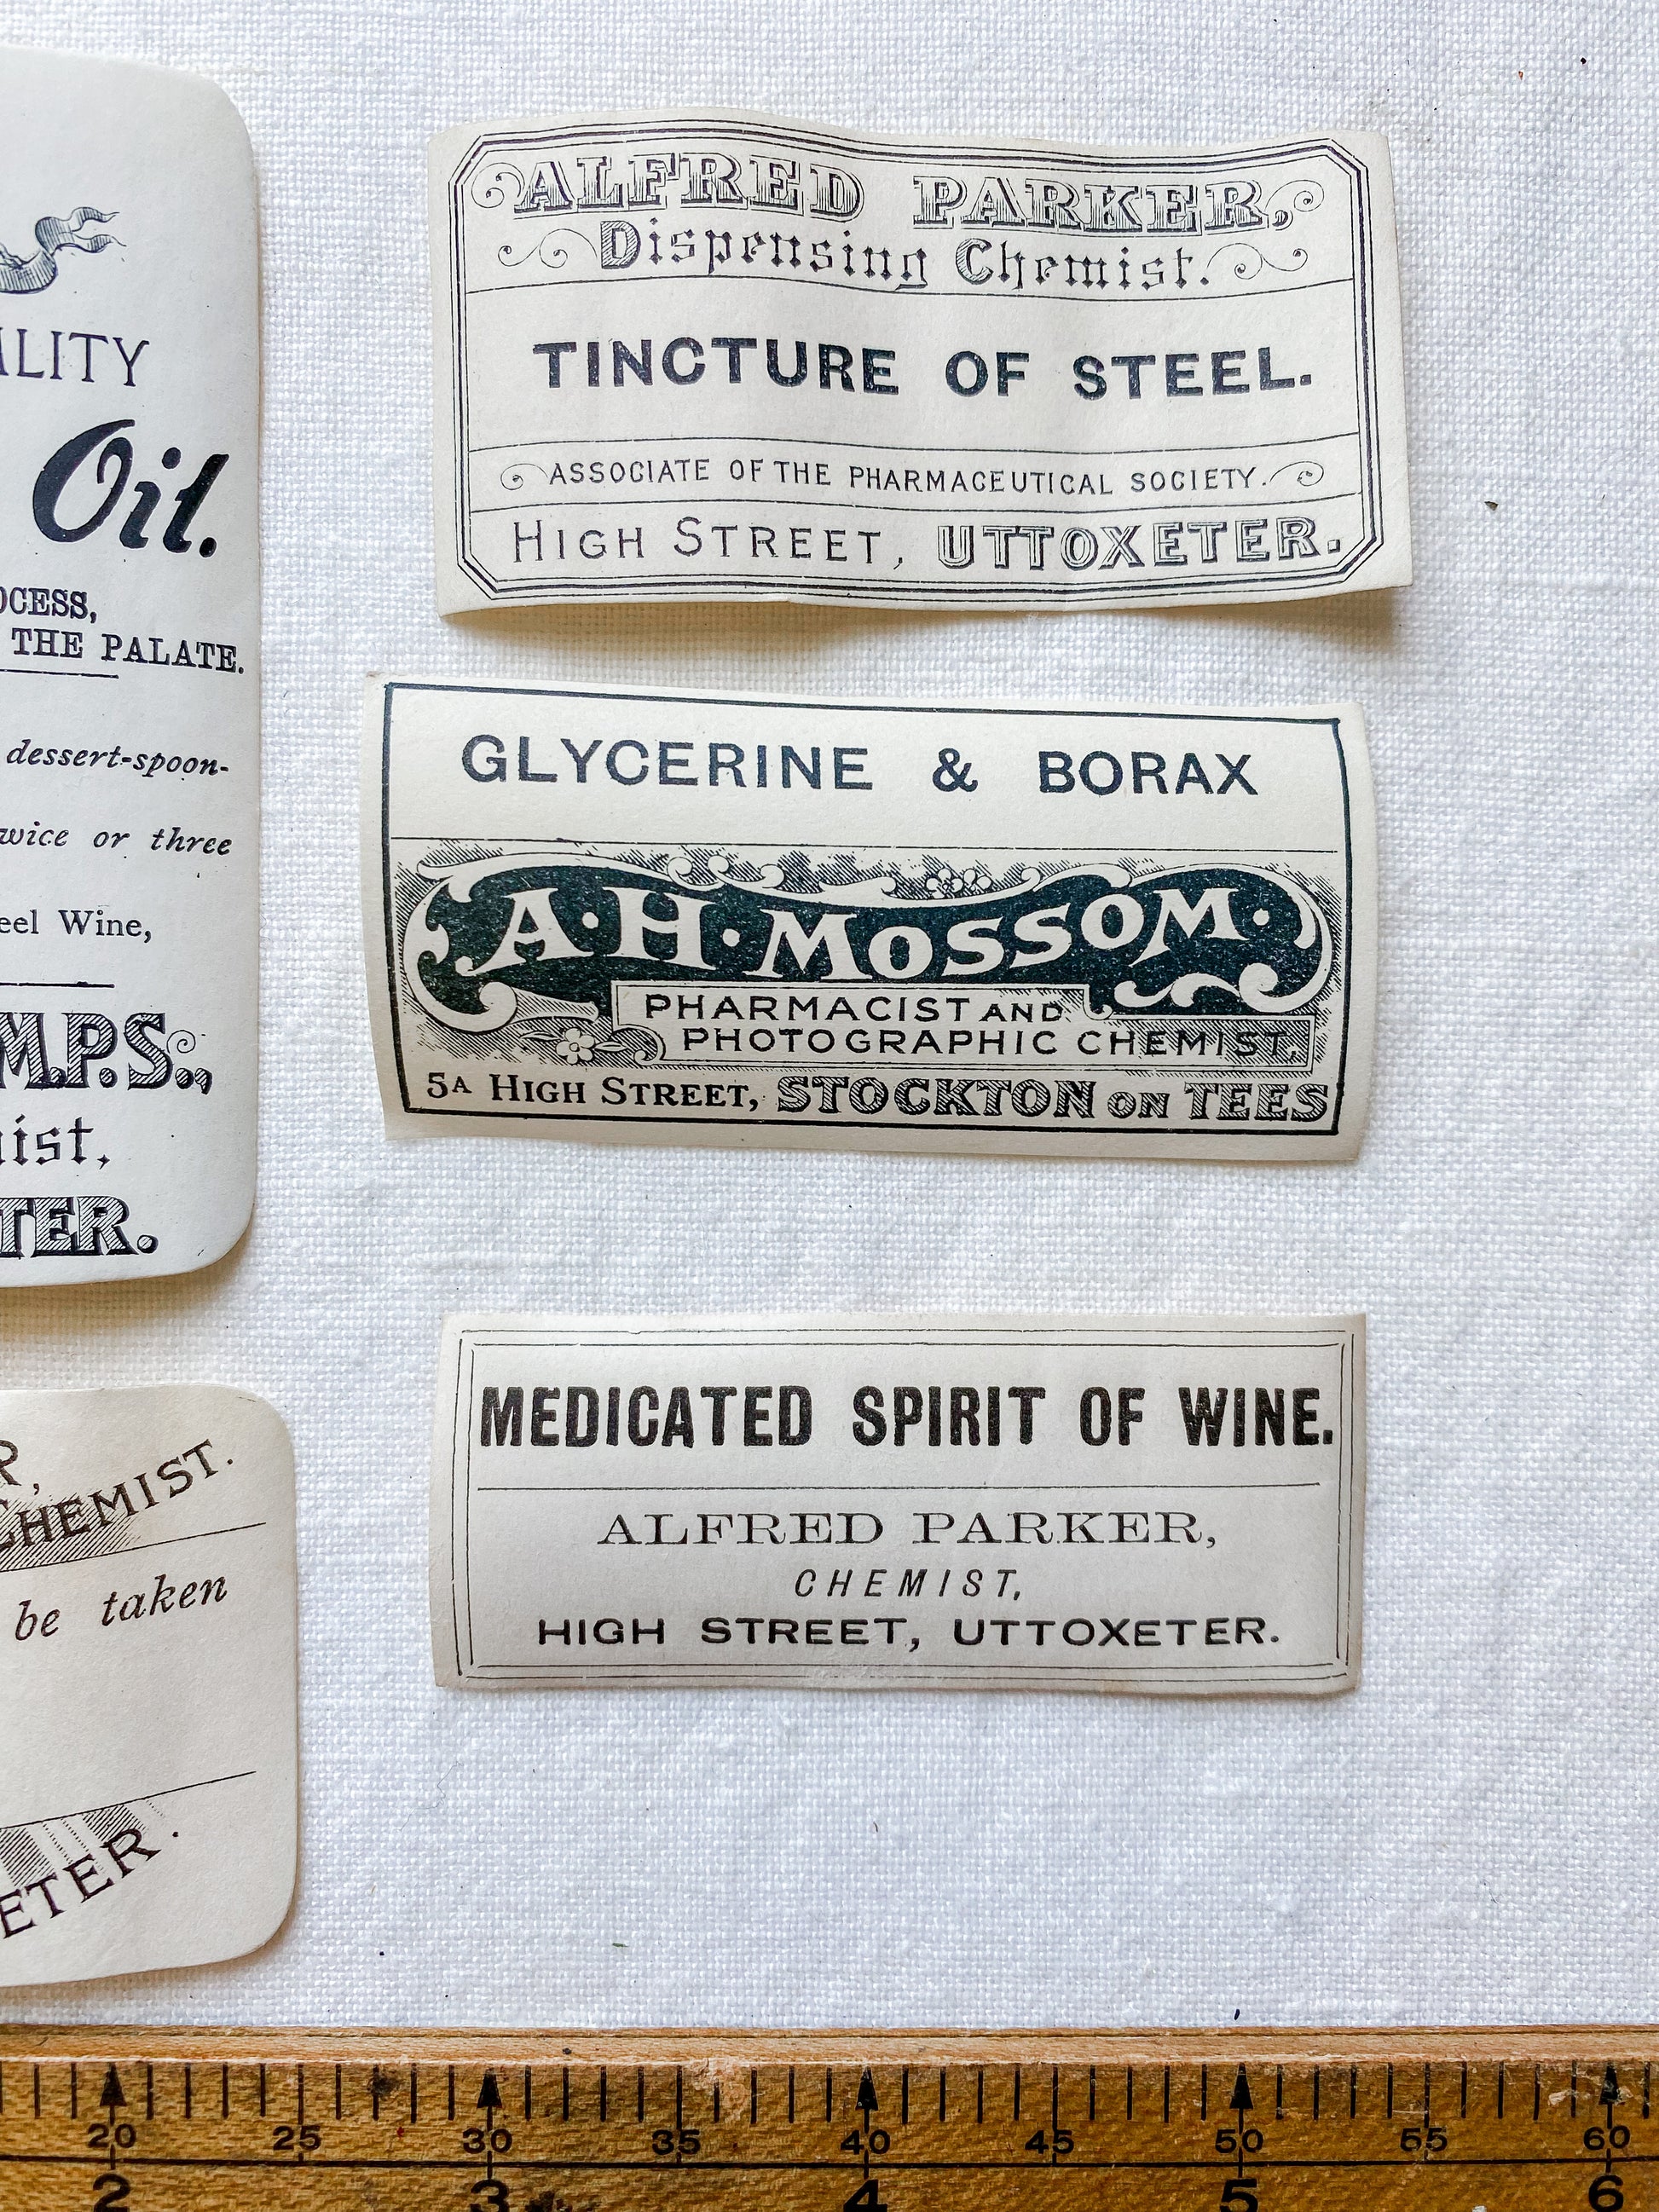 ALITY
Oil.
OCESS,
THE PALATE.
dessert-spoon-
twice or three
eel Wine,
M.P.S.,
ist,
TER.
R,
CHEMIST.
be taken
ETER.
ALFRED PARKER,
Dispensing Chemist.
TINCTURE OF STEEL.
ASSOCIATE OF THE PHARMACEUTICAL SOCIETY.
HIGH STREET, UTTOXETER.
GLYCERINE & BORAX
A·H·MOSSOM·
PHARMACIST AND
PHOTOGRAPHIC CHEMIST,
5A HIGH STREET, STOCKTON ON TEES
MEDICATED SPIRIT OF WINE.
ALFRED PARKER,
CHEMIST,
HIGH STREET, UTTOXETER.
20 25 30 35 40 45 50 55 60
2 3 4 5 6